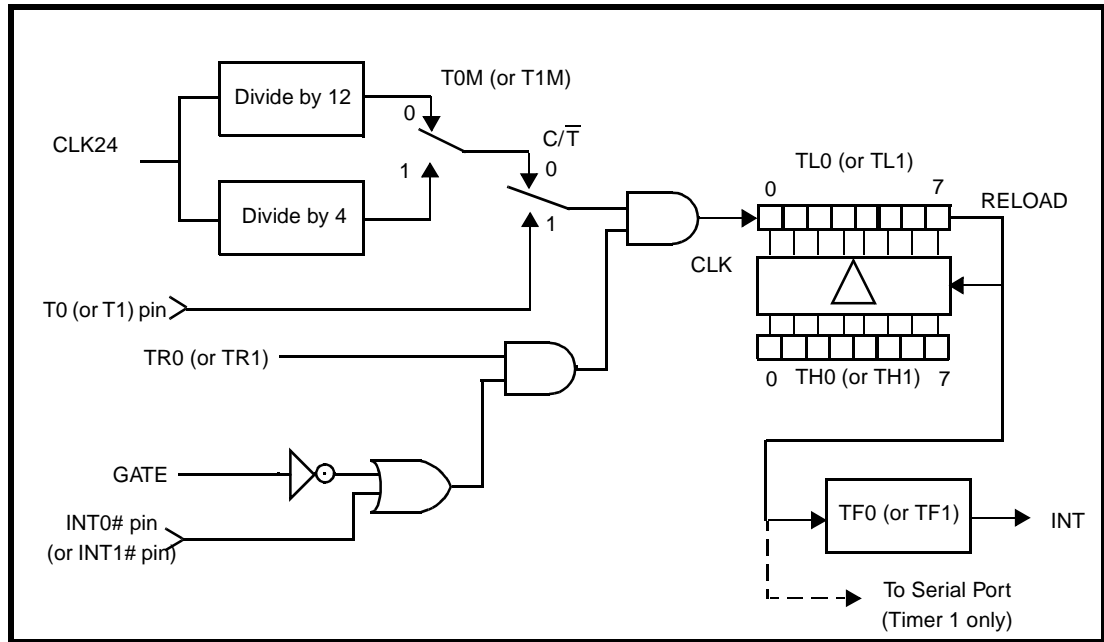 T0M (or T1M)
Divide by 12
0
C/T̅
CLK24
0
TL0 (or TL1)
1
0
7
RELOAD
Divide by 4
1
CLK
T0 (or T1) pin
TR0 (or TR1)
0
TH0 (or TH1)
7
GATE
INT0# pin
(or INT1# pin)
TF0 (or TF1)
INT
To Serial Port
(Timer 1 only)